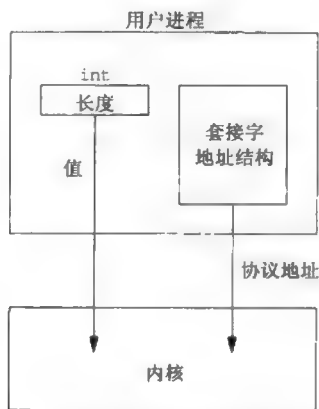 用户进程
int
长度
套接字
地址结构
值
协议地址
内核